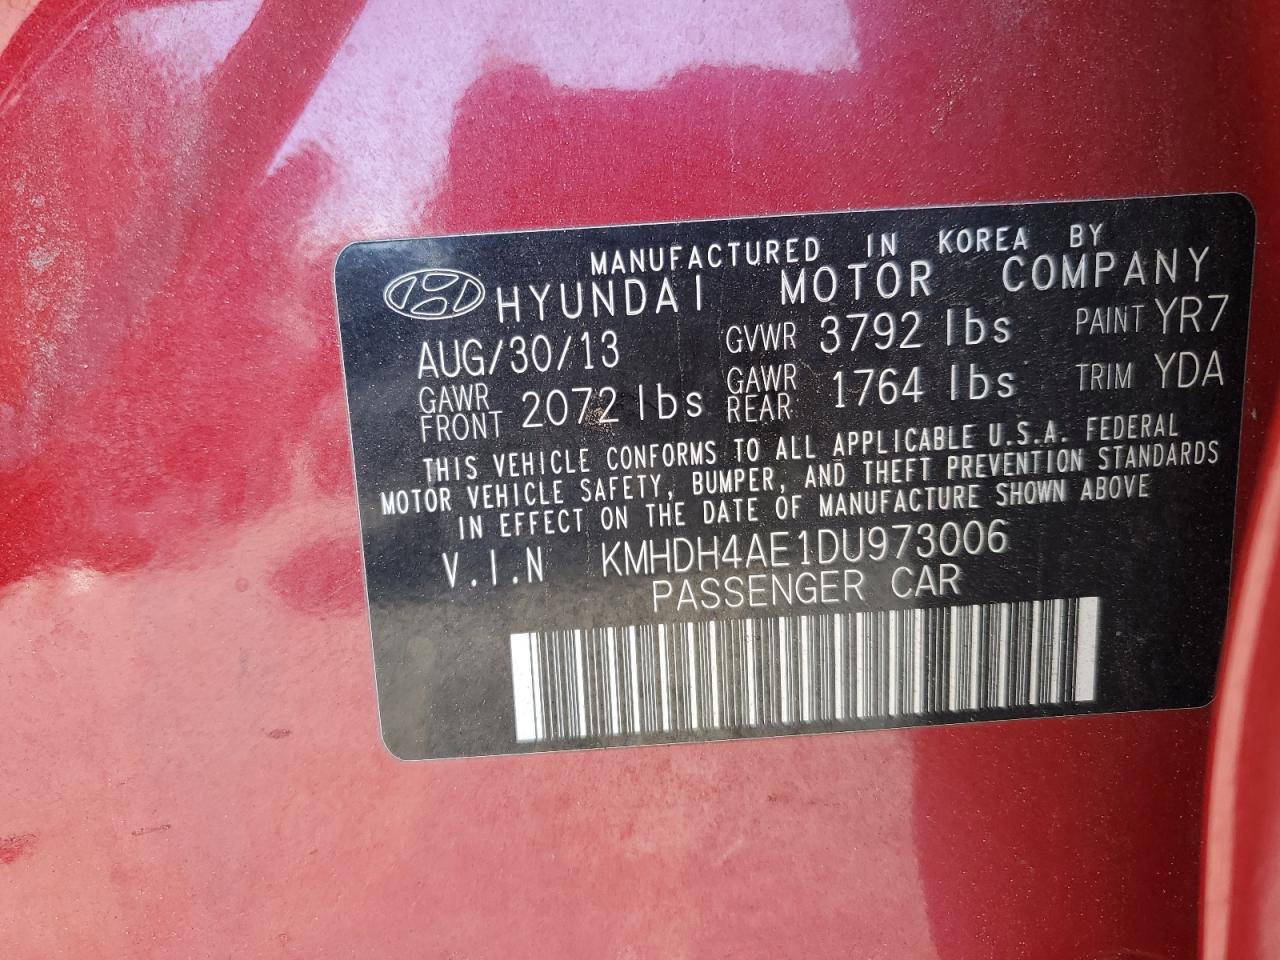 MANUFACTURED IN KOREA BY
HYUNDAI MOTOR COMPANY
AUG/30/13 GVWR 3792 lbs PAINT YR7
GAWR FRONT 2072 lbs GAWR REAR 1764 lbs TRIM YDA
THIS VEHICLE CONFORMS TO ALL APPLICABLE U.S.A. FEDERAL
MOTOR VEHICLE SAFETY, BUMPER, AND THEFT PREVENTION STANDARDS
IN EFFECT ON THE DATE OF MANUFACTURE SHOWN ABOVE
V.I.N KMHDH4AE1DU973006
PASSENGER CAR